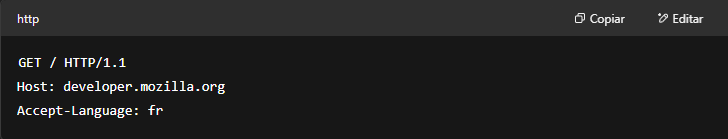 http
Copiar
Editar
GET / HTTP/1.1
Host: developer.mozilla.org
Accept-Language: fr